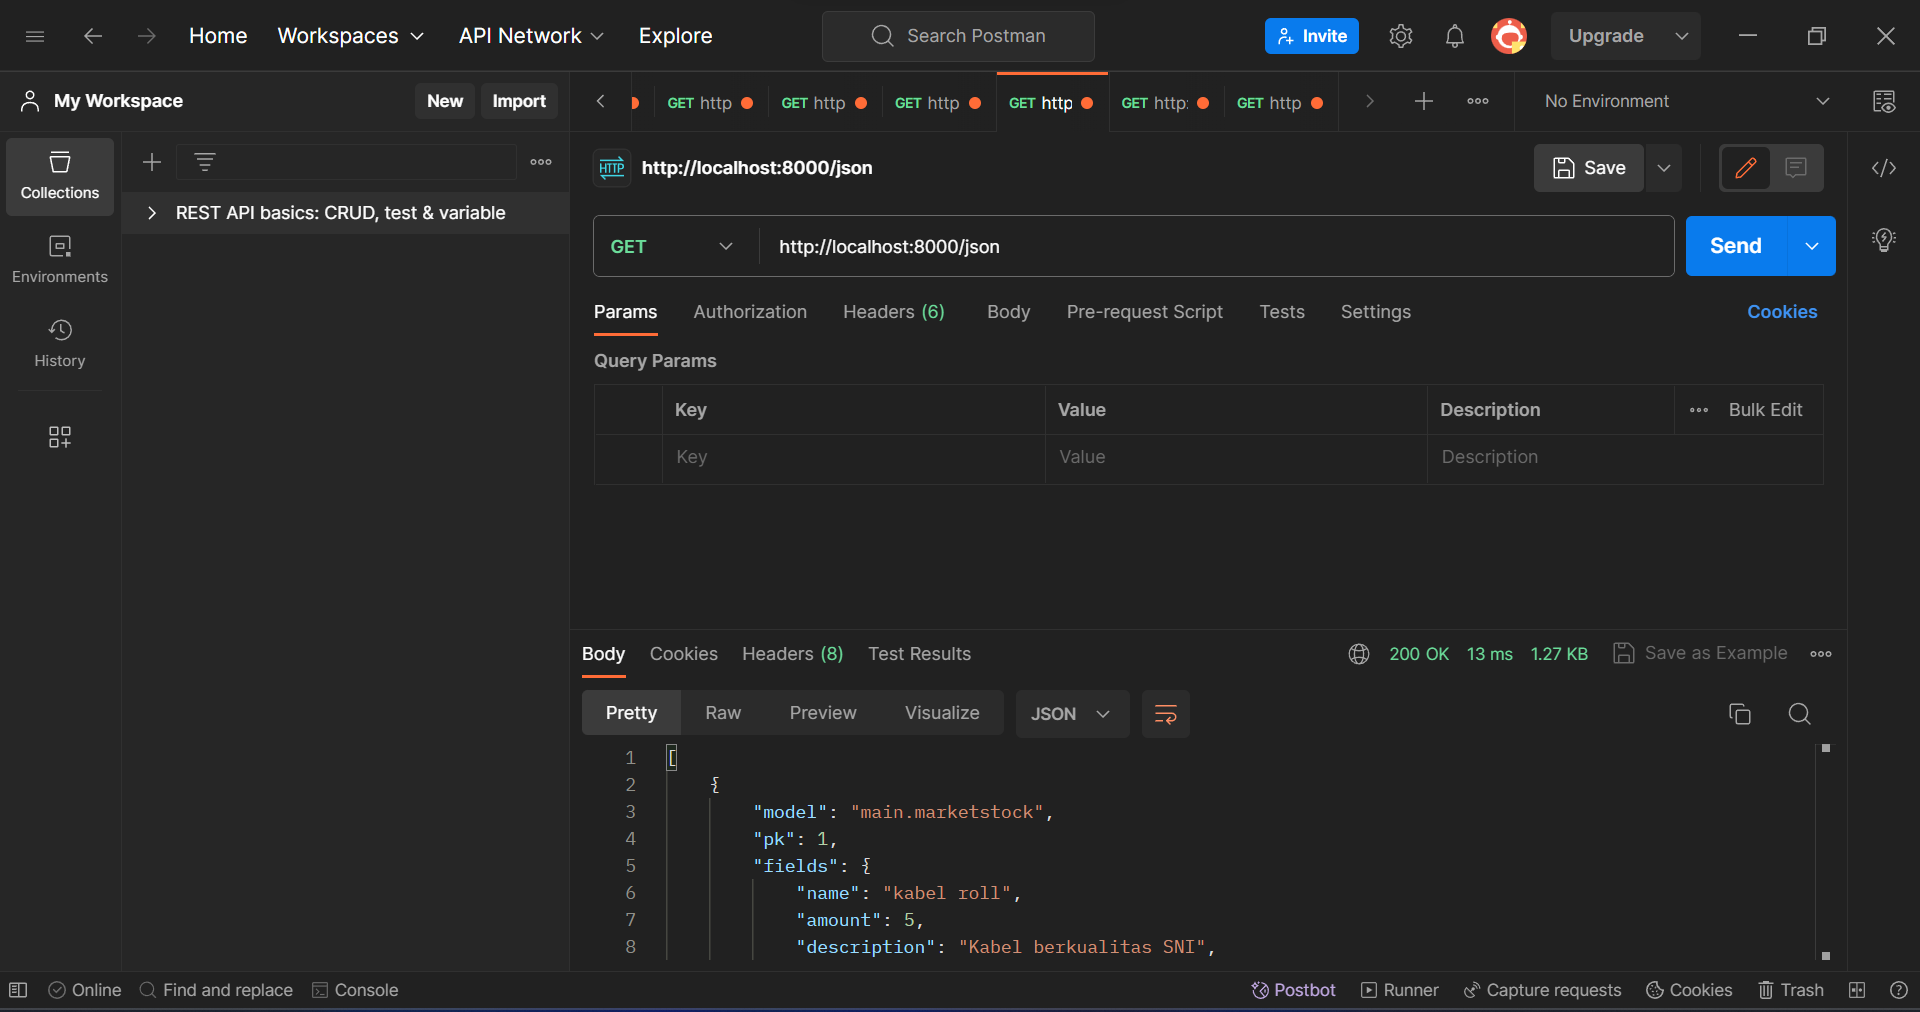 Home Workspaces API Network Explore Search Postman Invite Upgrade
My Workspace New Import GET http GET http GET http GET http GET http: GET http No Environment
Collections
Environments
History
REST API basics: CRUD, test & variable
HTTP http://localhost:8000/json Save
GET http://localhost:8000/json Send
Params Authorization Headers (6) Body Pre-request Script Tests Settings Cookies
Query Params
Key Value Description Bulk Edit
Key Value Description
Body Cookies Headers (8) Test Results 200 OK 13 ms 1.27 KB Save as Example
Pretty Raw Preview Visualize JSON
1 [
2 {
3 "model": "main.marketstock",
4 "pk": 1,
5 "fields": {
6 "name": "kabel roll",
7 "amount": 5,
8 "description": "Kabel berkualitas SNI",
Online Find and replace Console Postbot Runner Capture requests Cookies Trash